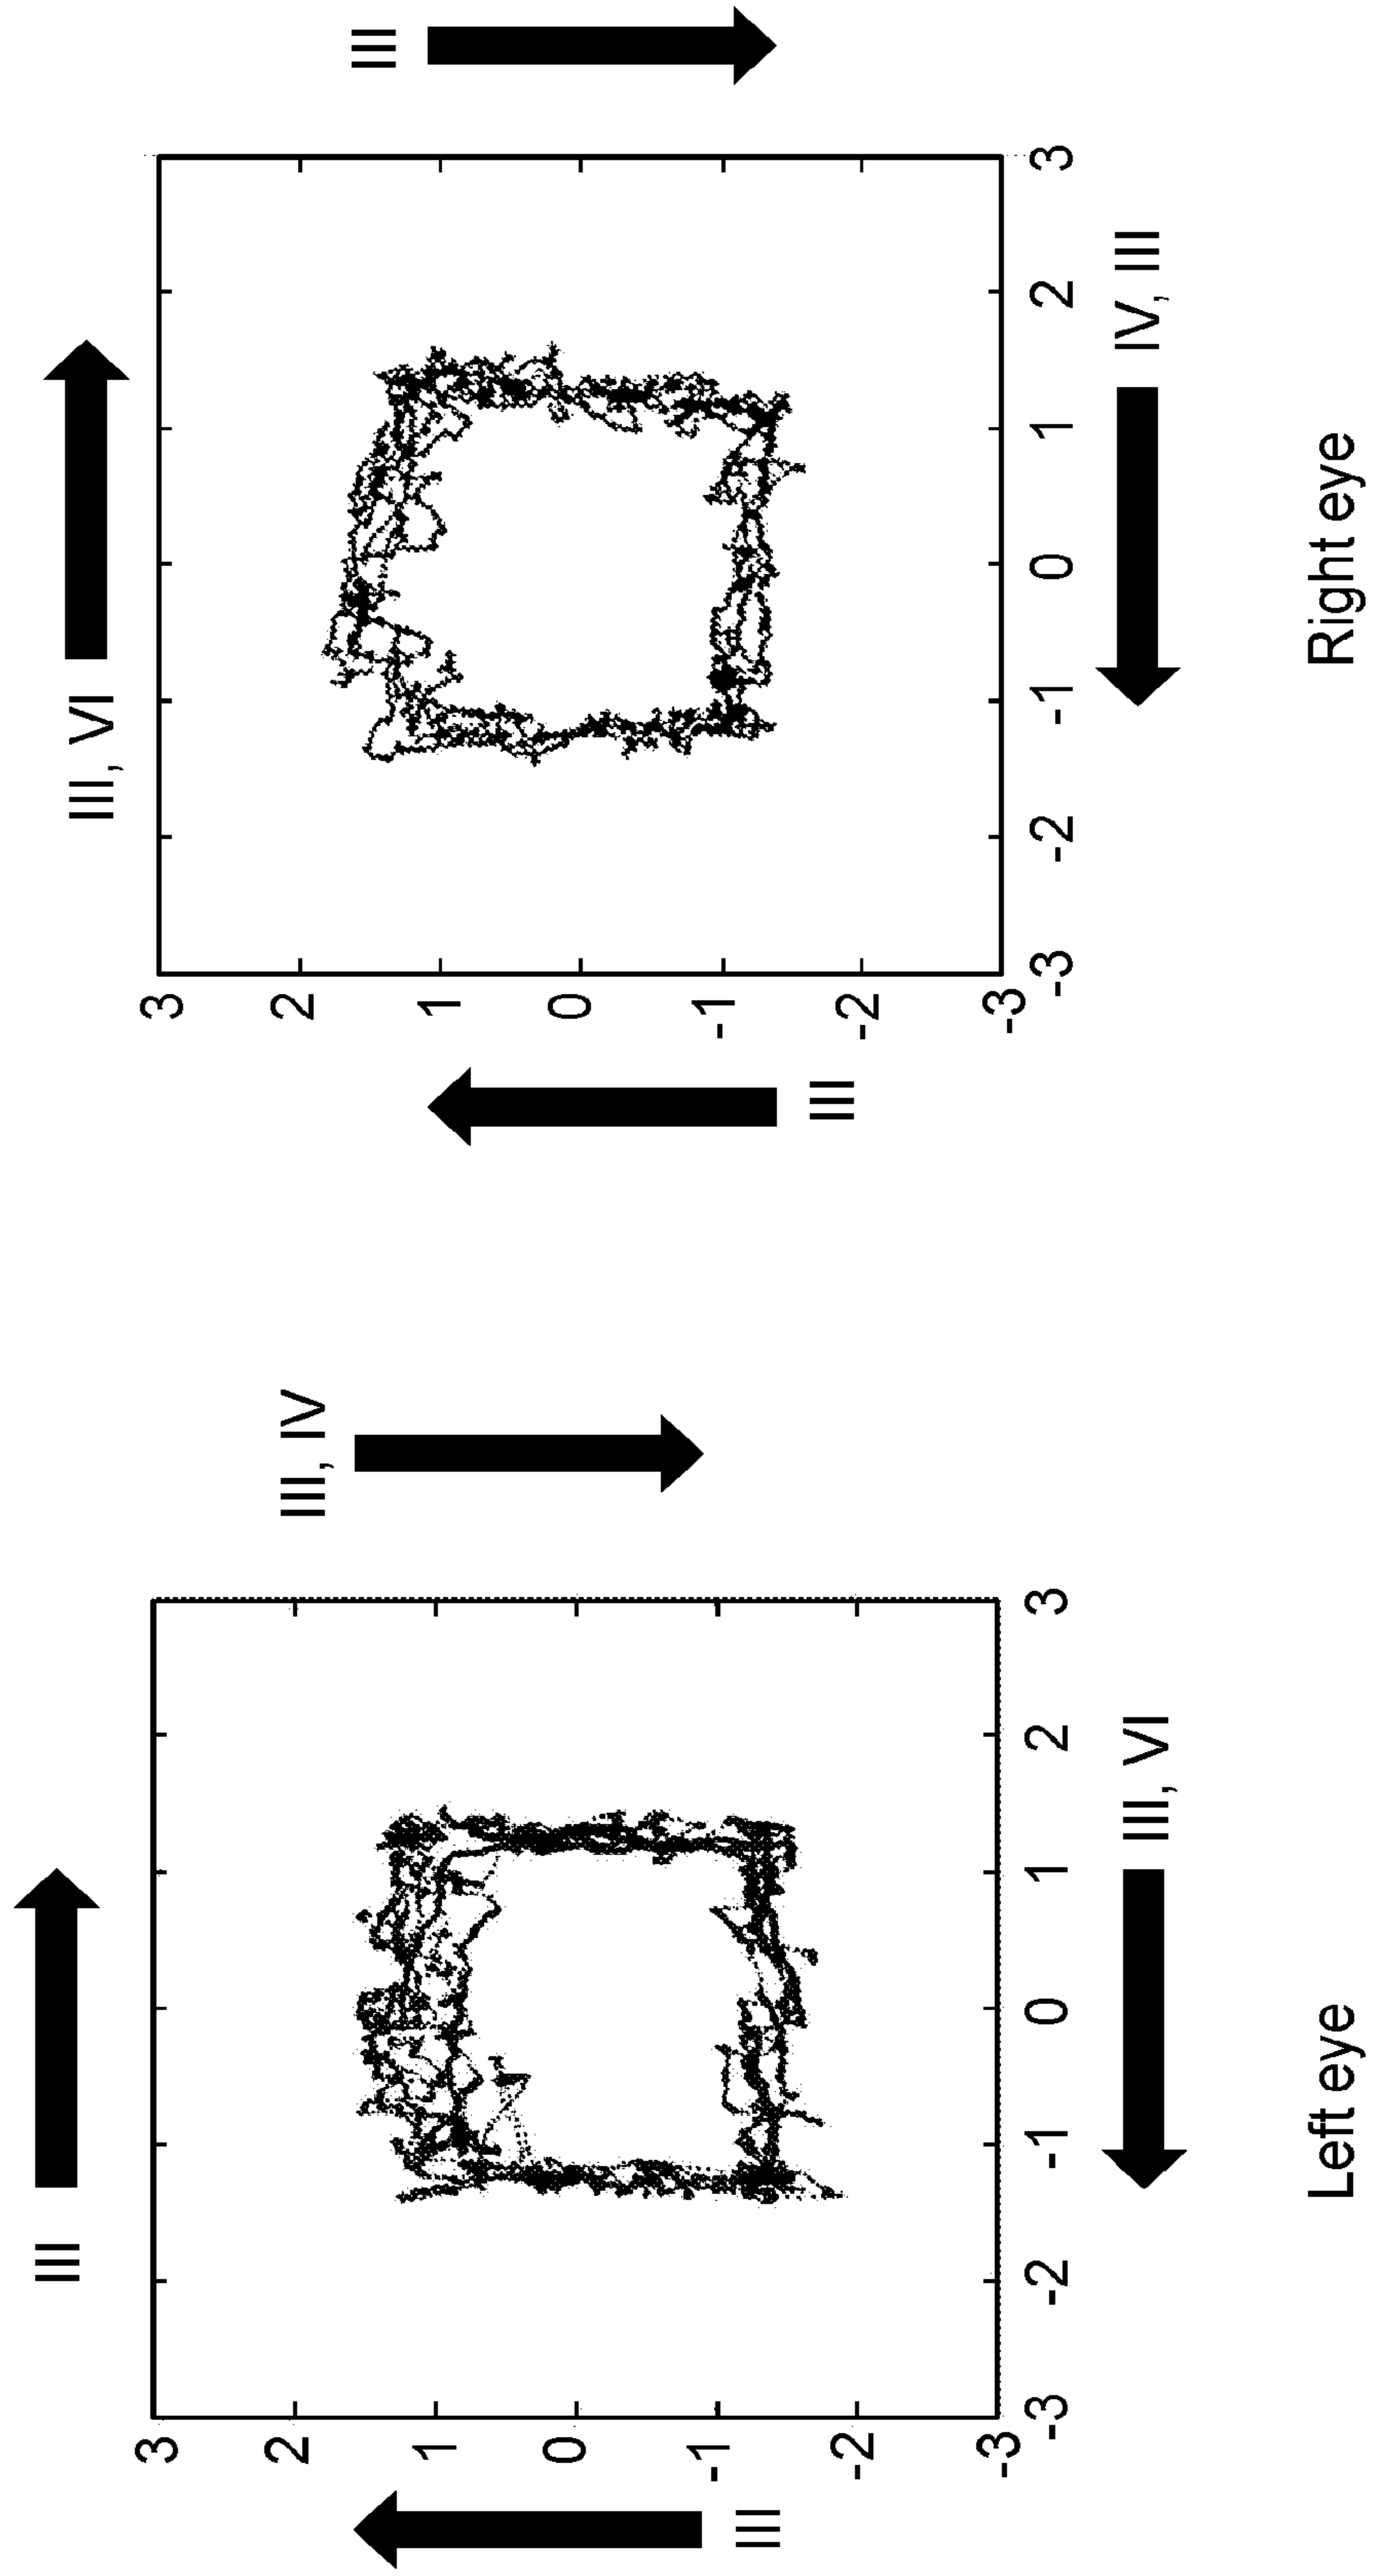 III
3
2
III, IV
1
0
-1
III
-2
-3
-3 -2 -1 0 1 2 3
III, VI
Left eye
III, VI
3
2
III
1
0
-1
III
-2
-3
-3 -2 -1 0 1 2 3
IV, III
Right eye